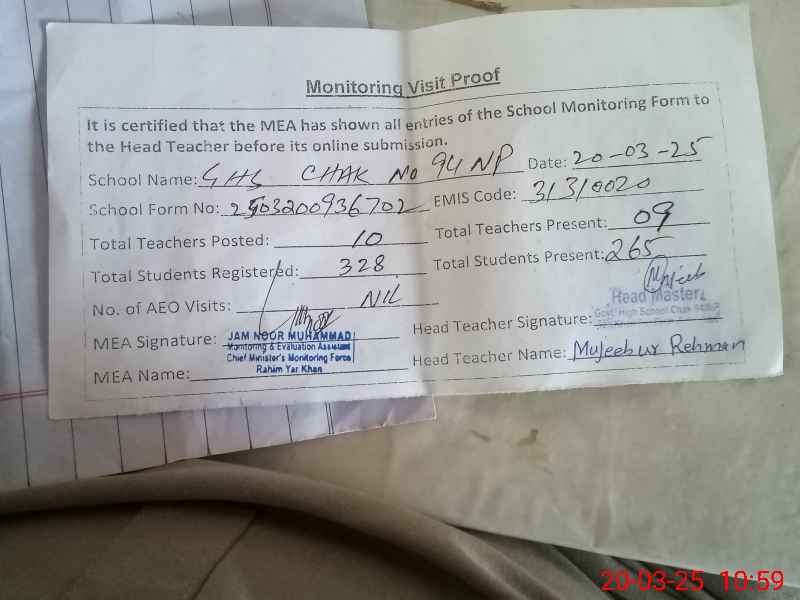 Monitoring Visit Proof
It is certified that the MEA has shown all entries of the School Monitoring Form to
the Head Teacher before its online submission.
School Name: GHS CHAK No 94 NP Date: 20-03-25
School Form No: 2503200936702 EMIS Code: 31310020
Total Teachers Posted: 10 Total Teachers Present: 09
Total Students Registered: 328 Total Students Present: 265
No. of AEO Visits: NIL
Mujeeb
Head Master
Govt. High School Chak
MEA Signature: Head Teacher Signature:
JAM NOOR MUHAMMAD
Monitoring & Evaluation Assistant
Chief Minister's Monitoring Force
Rahim Yar Khan
MEA Name: Head Teacher Name: Mujeebur Rehman
20-03-25 10:59